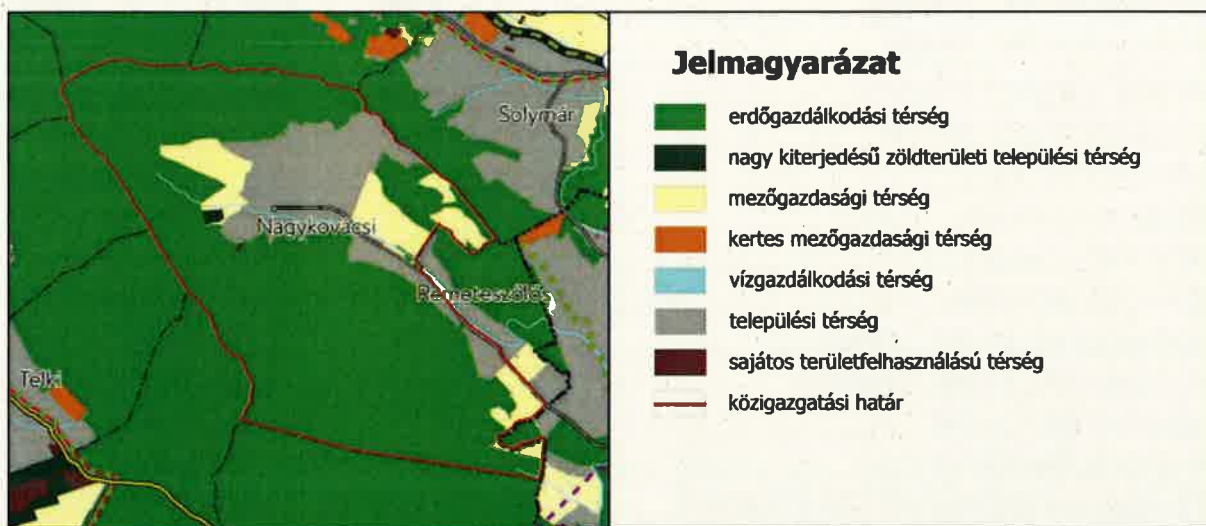 Solymár
Nagykovácsi
Remeteszőlős
Telki
Jelmagyarázat
erdőgazdálkodási térség
nagy kiterjedésű zöldterületi települési térség
mezőgazdasági térség
kertes mezőgazdasági térség
vízgazdálkodási térség
települési térség
sajátos területfelhasználású térség
közigazgatási határ